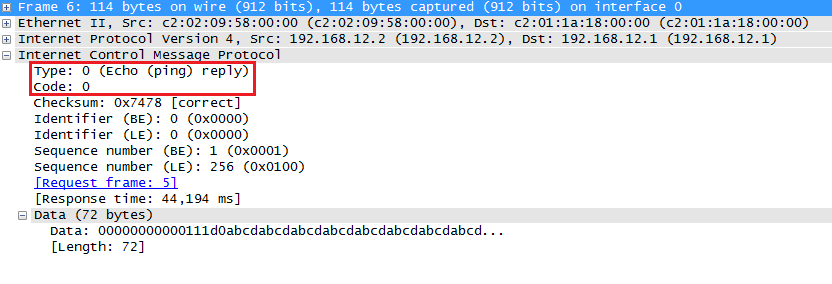 Frame 6: 114 bytes on wire (912 bits), 114 bytes captured (912 bits) on interface 0
Ethernet II, Src: c2:02:09:58:00:00 (c2:02:09:58:00:00), Dst: c2:01:1a:18:00:00 (c2:01:1a:18:00:00)
Internet Protocol Version 4, Src: 192.168.12.2 (192.168.12.2), Dst: 192.168.12.1 (192.168.12.1)
Internet Control Message Protocol
Type: 0 (Echo (ping) reply)
Code: 0
Checksum: 0x7478 [correct]
Identifier (BE): 0 (0x0000)
Identifier (LE): 0 (0x0000)
Sequence number (BE): 1 (0x0001)
Sequence number (LE): 256 (0x0100)
[Request frame: 5]
[Response time: 44,194 ms]
Data (72 bytes)
Data: 00000000000111d0abcdabcdabcdabcdabcdabcdabcdabcd...
[Length: 72]